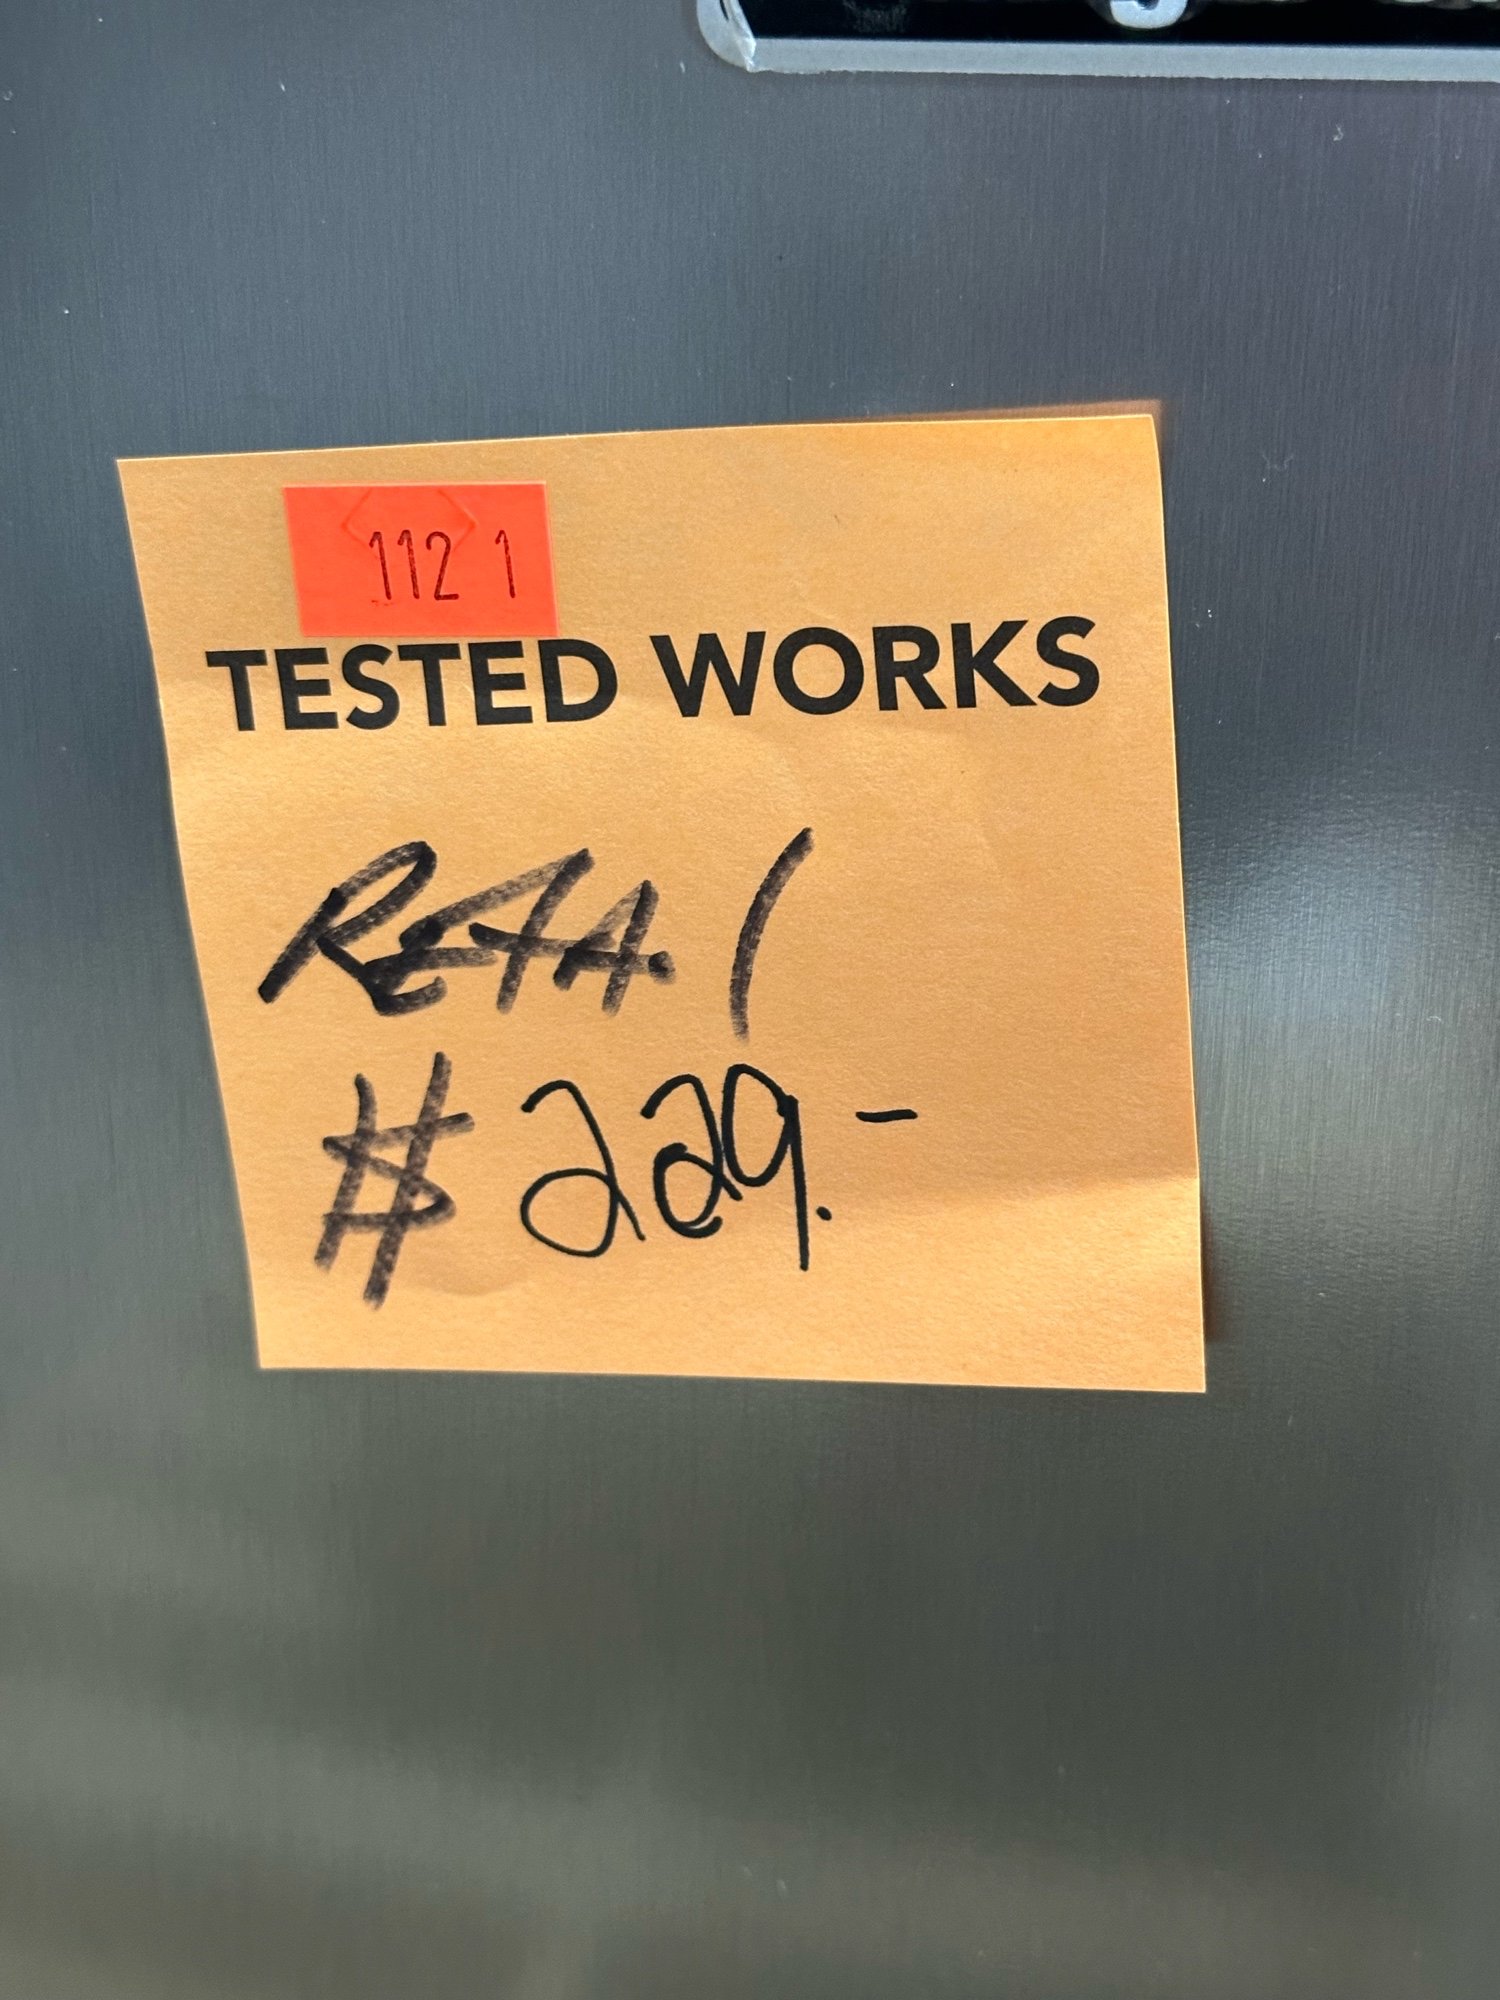 112 1
TESTED WORKS
RETAIL
$ 229.-